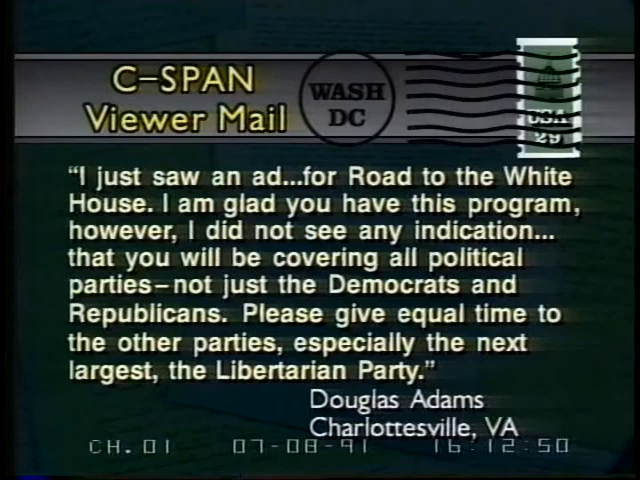 C-SPAN
Viewer Mail
WASH
DC
USA
29
"I just saw an ad...for Road to the White
House. I am glad you have this program,
however, I did not see any indication...
that you will be covering all political
parties–not just the Democrats and
Republicans. Please give equal time to
the other parties, especially the next
largest, the Libertarian Party."
Douglas Adams
Charlottesville, VA
CH.01 07-08-91 16:12:50